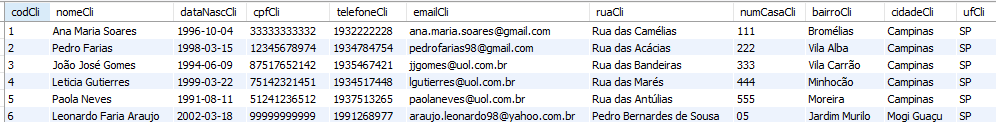 codCli nomeCli dataNascCli cpfCli telefoneCli emailCli ruaCli numCasaCli bairroCli cidadeCli ufCli
1 Ana Maria Soares 1996-10-04 33333333332 1932222228 ana.maria.soares@gmail.com Rua das Camélias 111 Bromélias Campinas SP
2 Pedro Farias 1998-03-15 12345678974 1934784754 pedrofarias98@gmail.com Rua das Acácias 222 Vila Alba Campinas SP
3 João José Gomes 1994-06-09 87517652142 1935467421 jjgomes@uol.com.br Rua das Bandeiras 333 Vila Carrão Campinas SP
4 Leticia Gutierres 1999-03-22 75142321451 1934517448 lgutierres@uol.com.br Rua das Marés 444 Minhocão Campinas SP
5 Paola Neves 1991-08-11 51241236512 1937513265 paolaneves@uol.com.br Rua das Antúlias 555 Moreira Campinas SP
6 Leonardo Faria Araujo 2002-03-18 99999999999 1991268977 araujo.leonardo98@yahoo.com.br Pedro Bernardes de Sousa 05 Jardim Murilo Mogi Guaçu SP